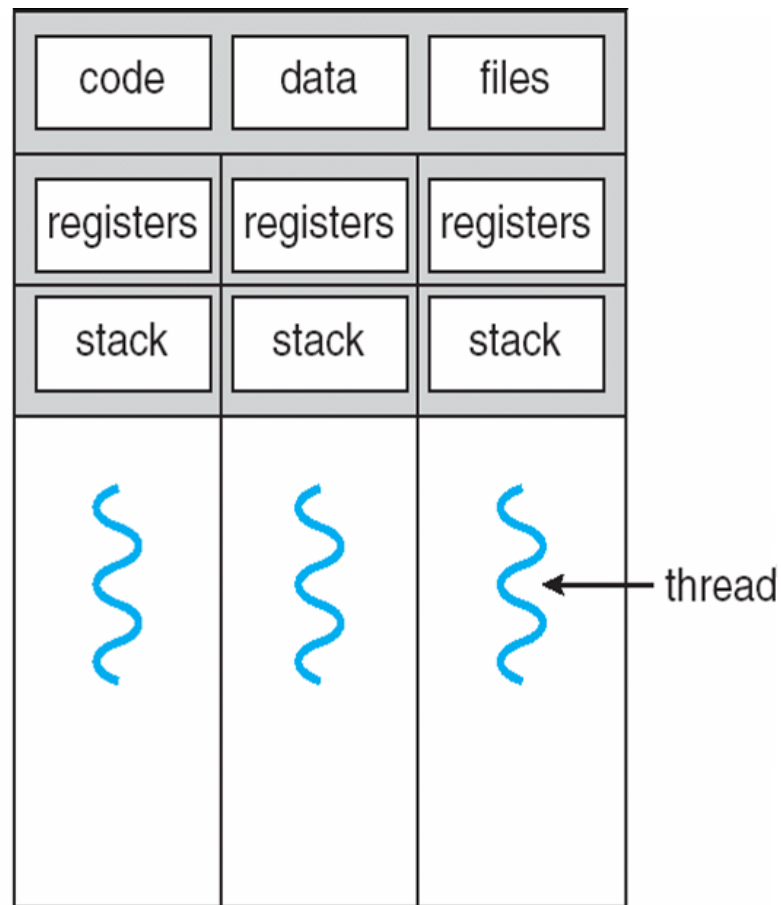 code data files
registers registers registers
stack stack stack
thread